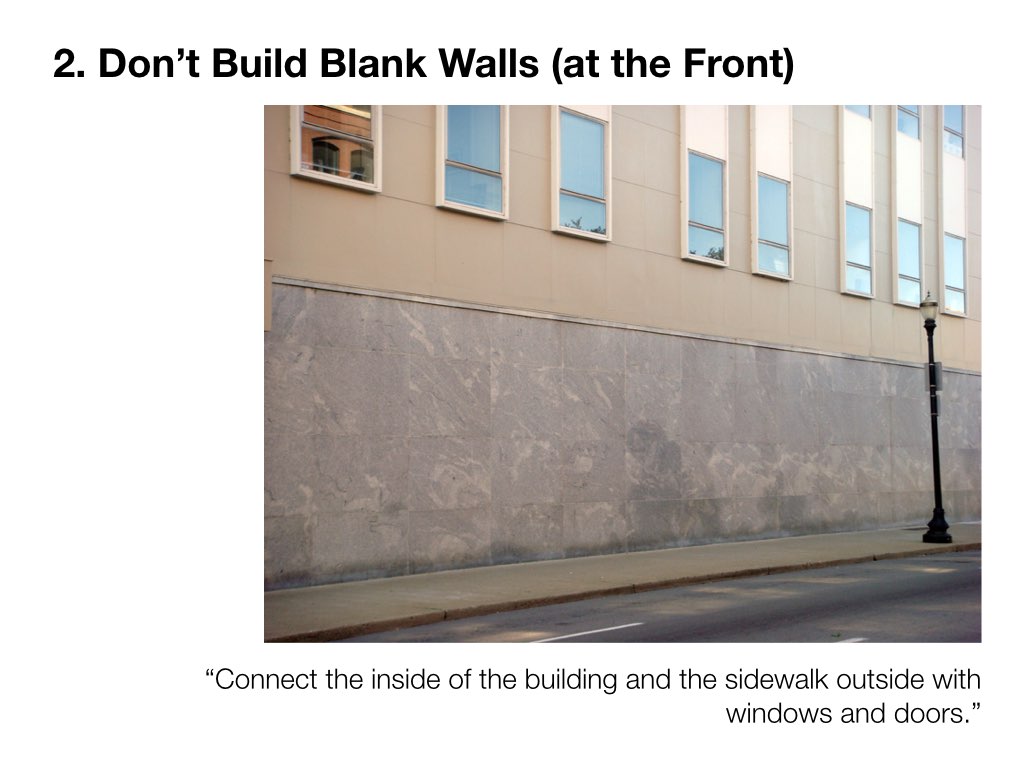 2. Don’t Build Blank Walls (at the Front)
“Connect the inside of the building and the sidewalk outside with
windows and doors.”